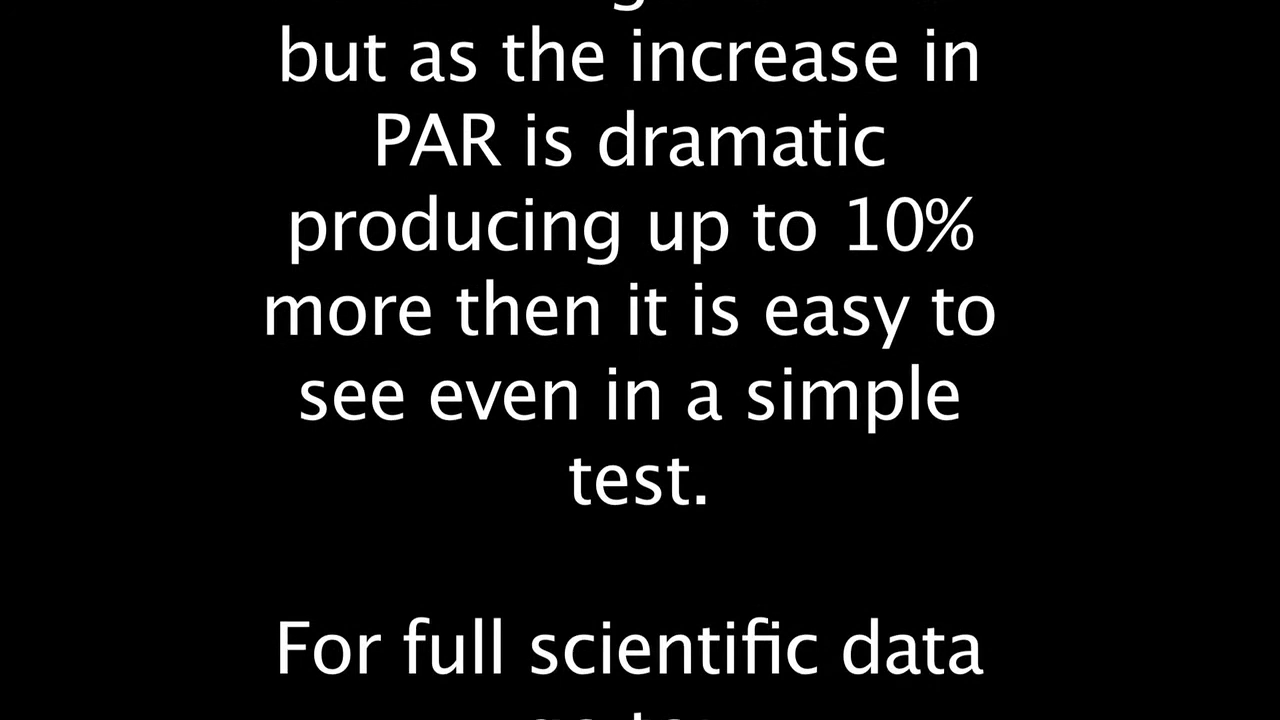 but as the increase in
PAR is dramatic
producing up to 10%
more then it is easy to
see even in a simple
test.
For full scientific data